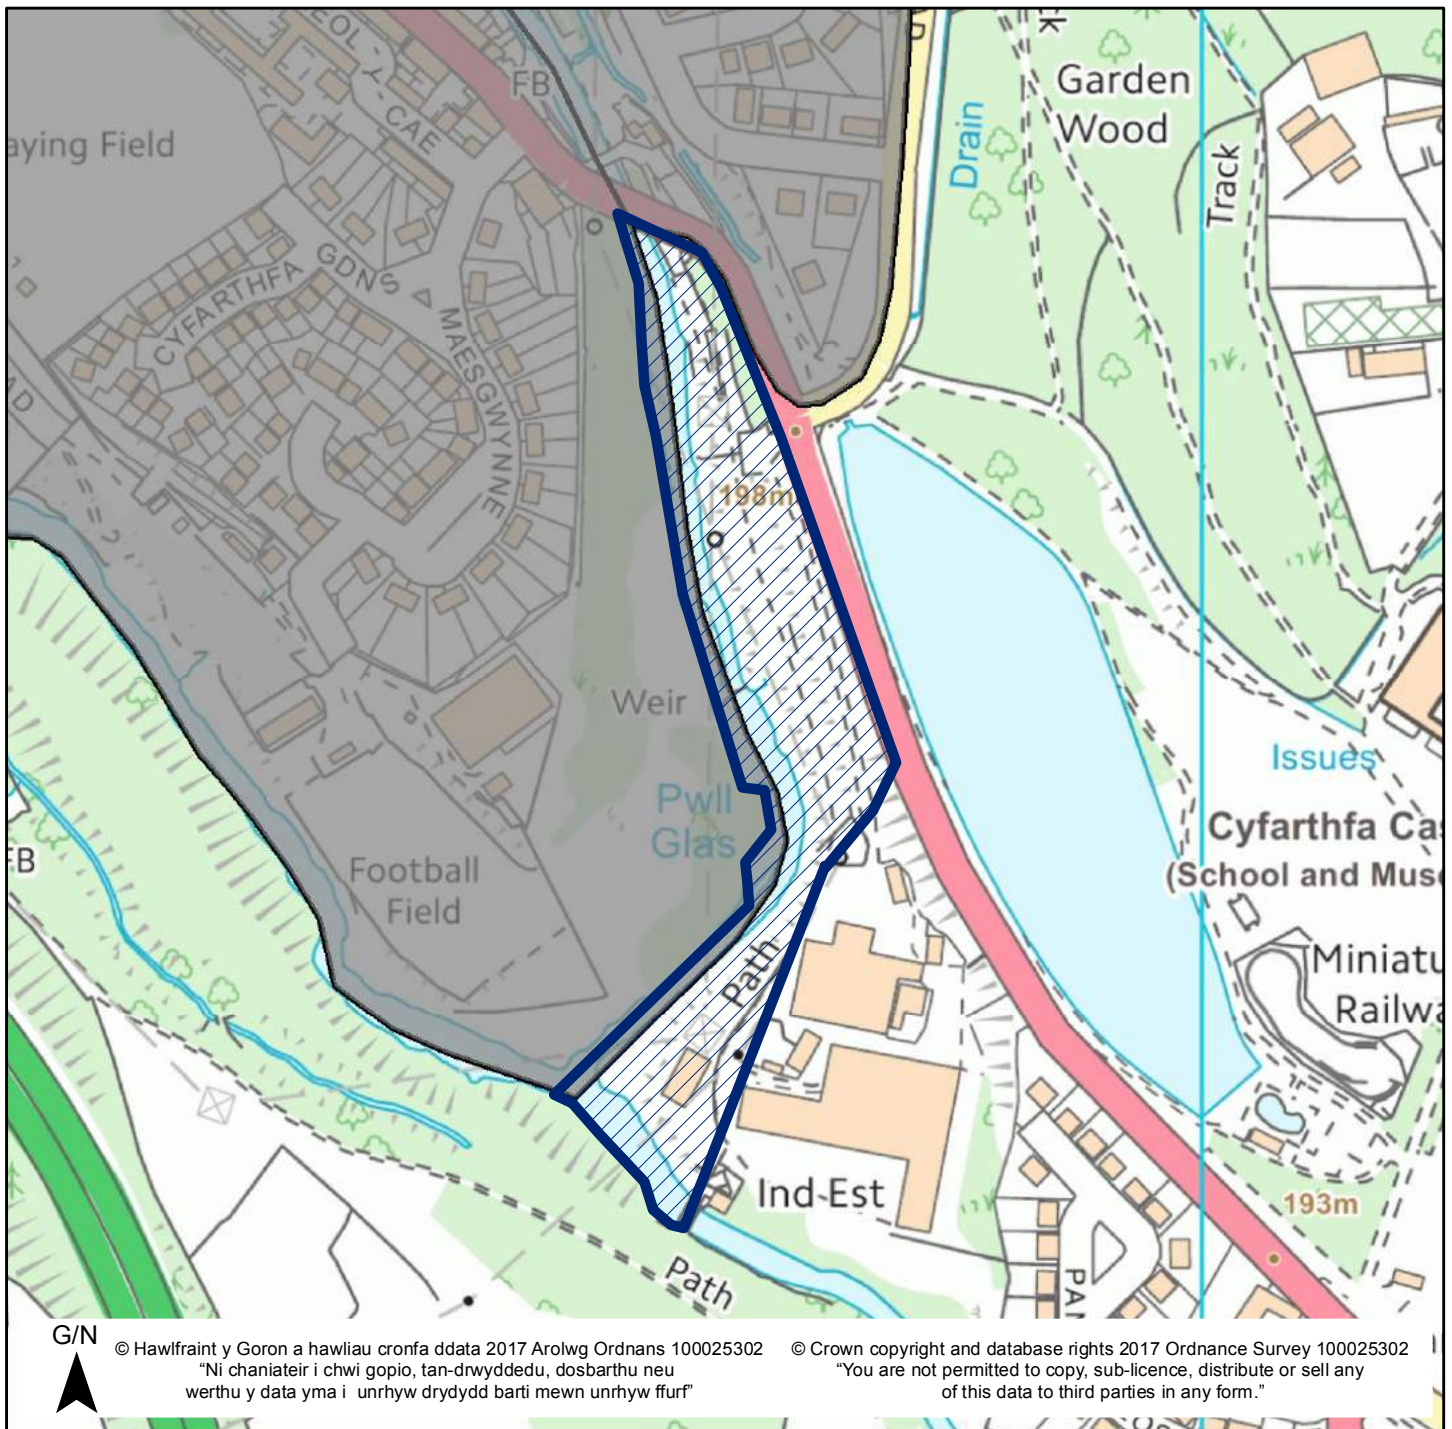 FB
Garden
Wood
Drain
Track
aying Field
CYFARTHFA GDNS
MAESGWYNNE
198m
Weir
Pwll
Glas
Issues
Cyfarthfa Cas
(School and Muse
Football
Field
FB
Path
Miniatu
Railwa
Ind Est
193m
Path
PAN
G/N
© Hawlfraint y Goron a hawliau cronfa ddata 2017 Arolwg Ordnans 100025302
“Ni chaniateir i chwi gopio, tan-drwyddedu, dosbarthu neu
werthu y data yma i unrhyw drydydd barti mewn unrhyw ffurf”
© Crown copyright and database rights 2017 Ordnance Survey 100025302
“You are not permitted to copy, sub-licence, distribute or sell any
of this data to third parties in any form.”